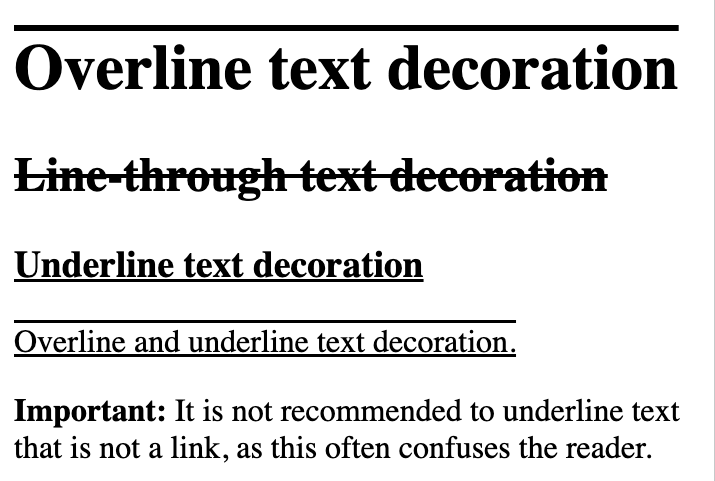 Overline text decoration
Line-through text decoration
Underline text decoration
Overline and underline text decoration.
Important: It is not recommended to underline text
that is not a link, as this often confuses the reader.